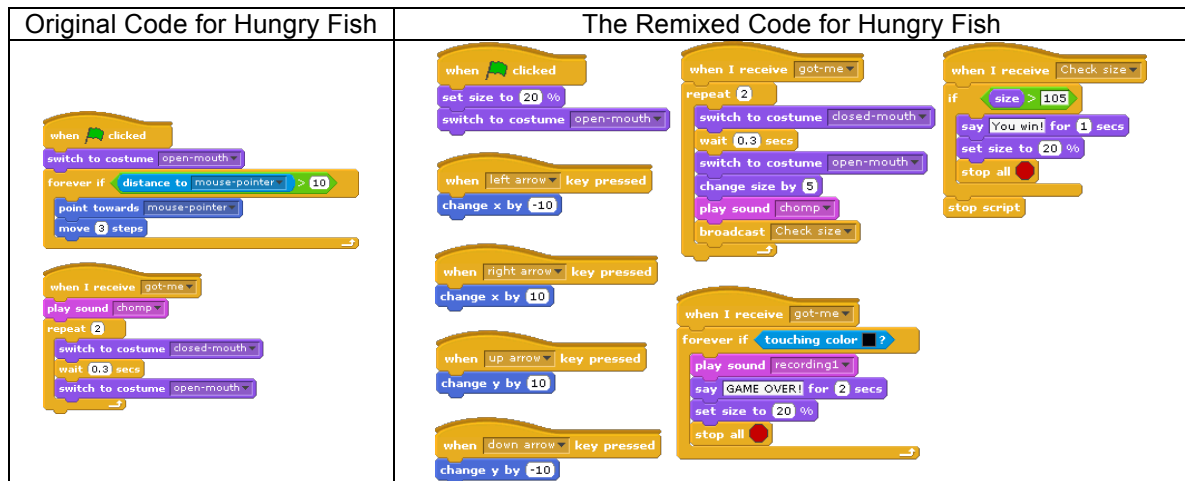 Original Code for Hungry Fish
when clicked
switch to costume open-mouth
forever if distance to mouse-pointer > 10
point towards mouse-pointer
move 3 steps
when I receive got-me
play sound chomp
repeat 2
switch to costume closed-mouth
wait 0.3 secs
switch to costume open-mouth
The Remixed Code for Hungry Fish
when clicked
set size to 20 %
switch to costume open-mouth
when left arrow key pressed
change x by -10
when right arrow key pressed
change x by 10
when up arrow key pressed
change y by 10
when down arrow key pressed
change y by -10
when I receive got-me
repeat 2
switch to costume closed-mouth
wait 0.3 secs
switch to costume open-mouth
change size by 5
play sound chomp
broadcast Check size
when I receive got-me
forever if touching color ?
play sound recording1
say GAME OVER! for 2 secs
set size to 20 %
stop all
when I receive Check size
if size > 105
say You win! for 1 secs
set size to 20 %
stop all
stop script